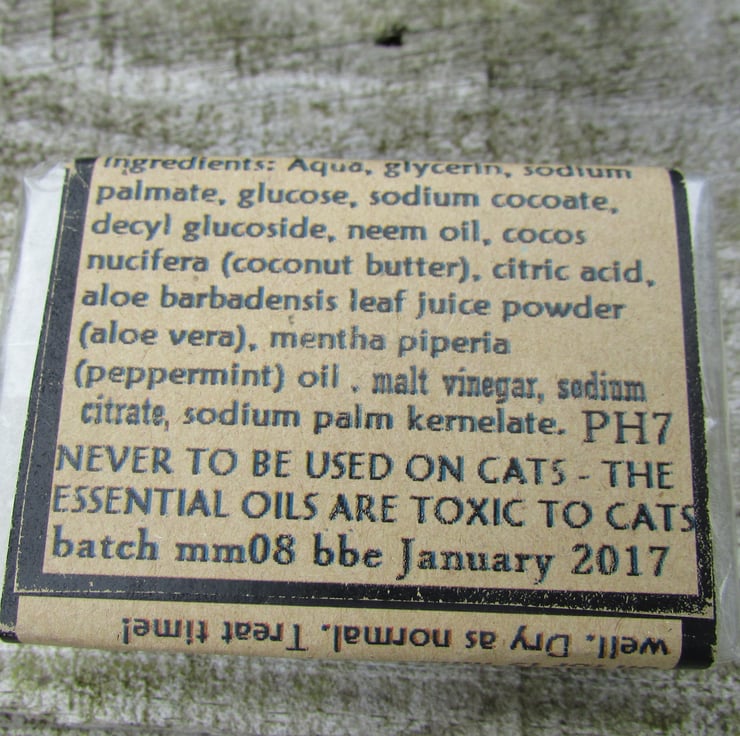 Ingredients: Aqua, glycerin, sodium
palmate, glucose, sodium cocoate,
decyl glucoside, neem oil, cocos
nucifera (coconut butter), citric acid,
aloe barbadensis leaf juice powder
(aloe vera), mentha piperia
(peppermint) oil . malt vinegar, sodium
citrate, sodium palm kernelate. PH7
NEVER TO BE USED ON CATS - THE
ESSENTIAL OILS ARE TOXIC TO CATS
batch mm08 bbe January 2017
well. Dry as normal. Treat time!